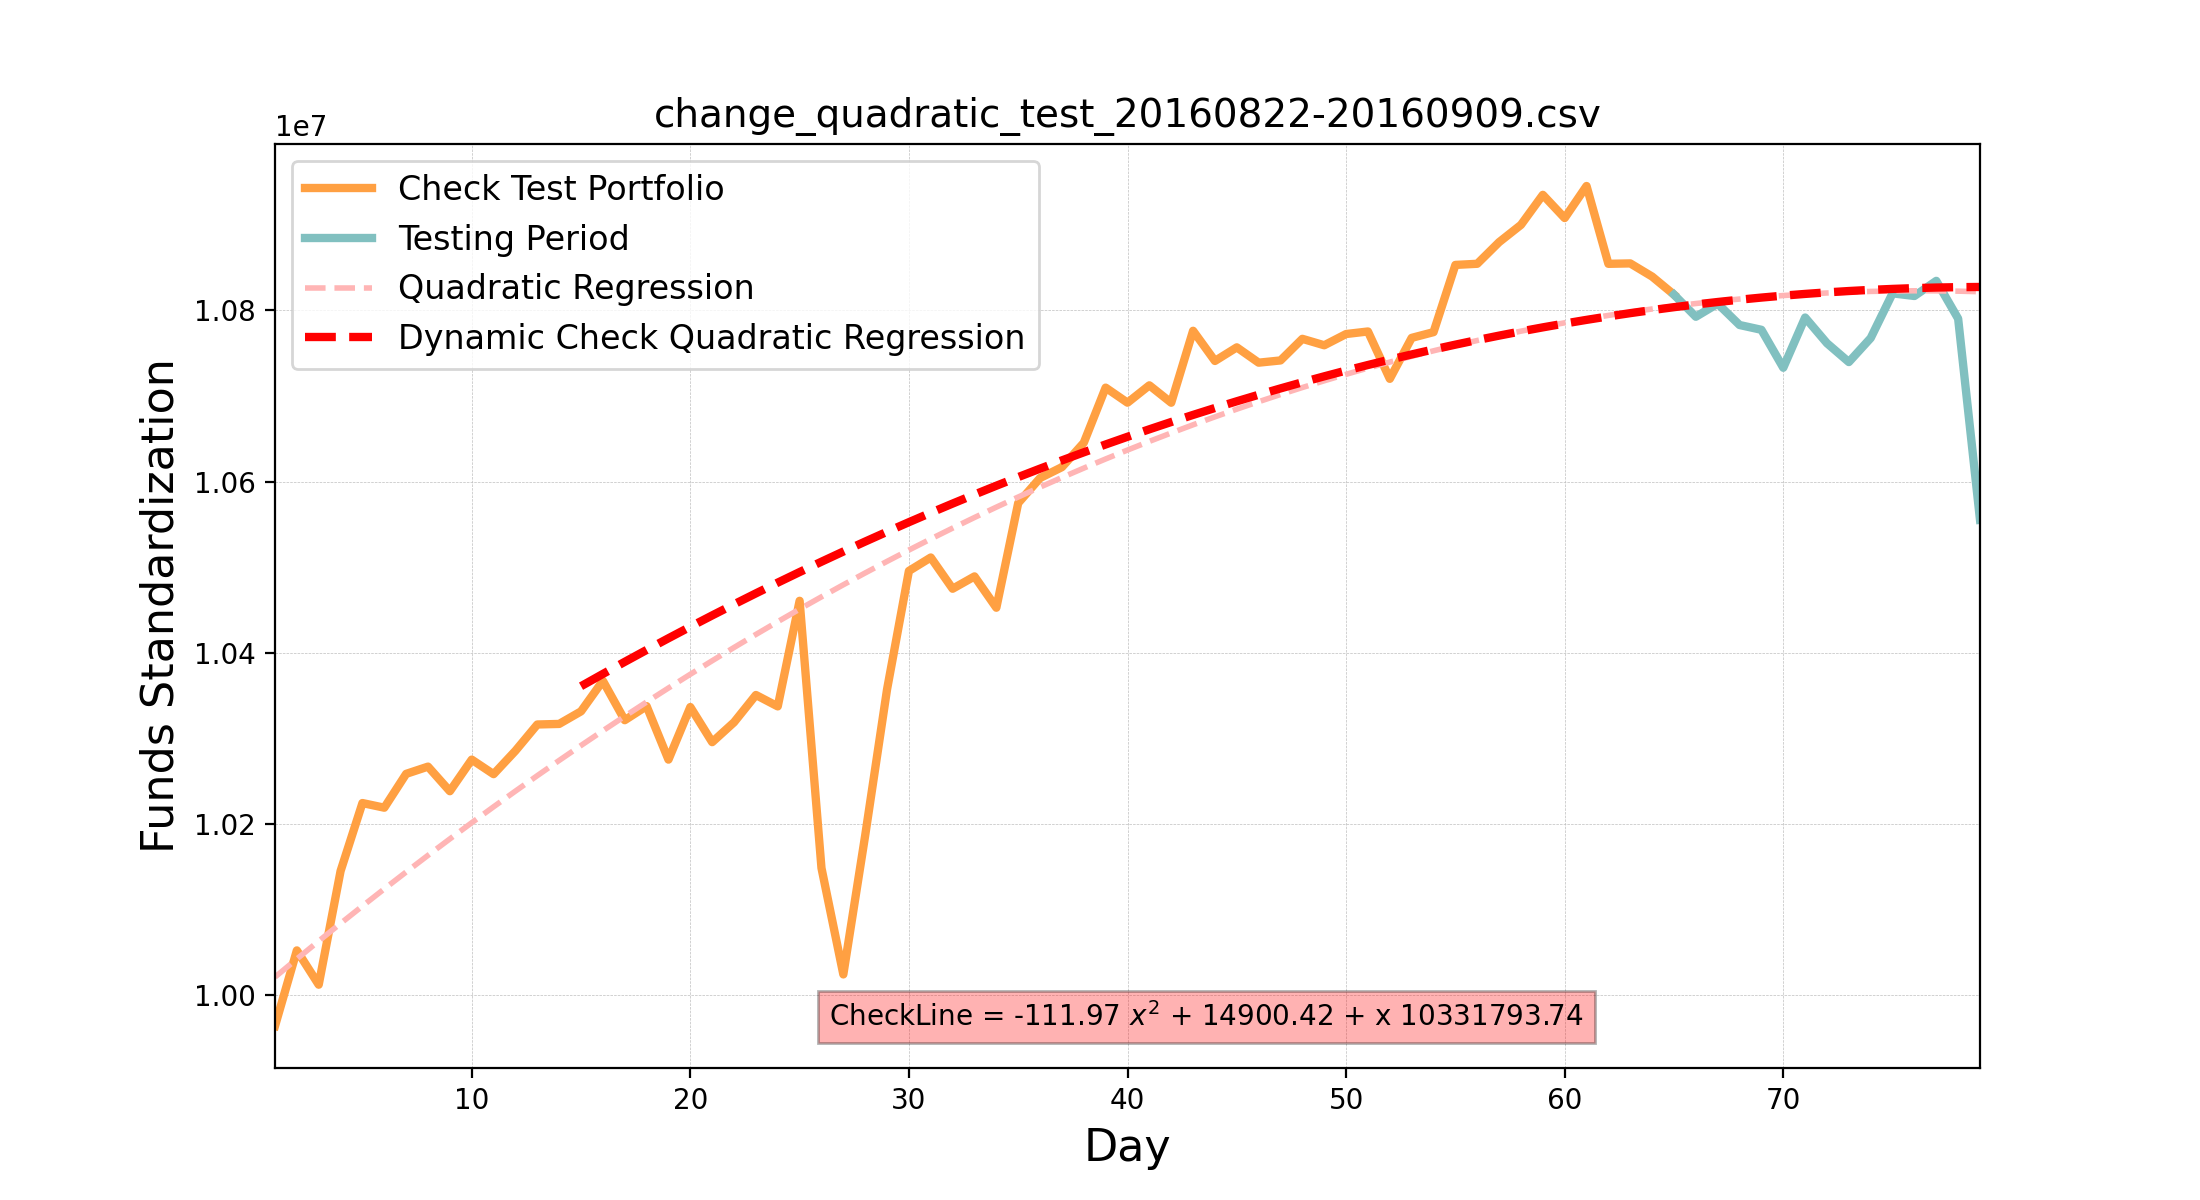 change_quadratic_test_20160822-20160909.csv
1e7
Check Test Portfolio
Testing Period
Quadratic Regression
Dynamic Check Quadratic Regression
Funds Standardization
1.08
1.06
1.04
1.02
1.00
CheckLine = -111.97 x² + 14900.42 + x 10331793.74
10 20 30 40 50 60 70
Day